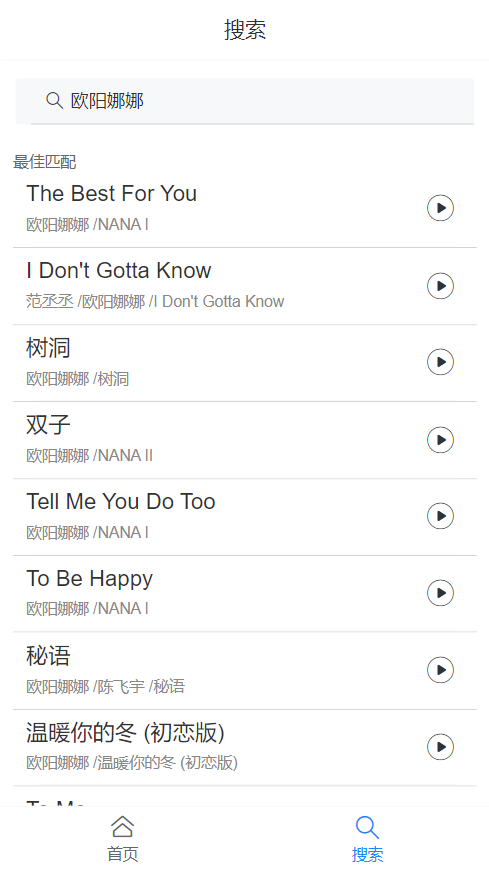 搜索
欧阳娜娜
最佳匹配
The Best For You
欧阳娜娜 /NANA I
I Don't Gotta Know
范丞丞 /欧阳娜娜 /I Don't Gotta Know
树洞
欧阳娜娜 /树洞
双子
欧阳娜娜 /NANA II
Tell Me You Do Too
欧阳娜娜 /NANA I
To Be Happy
欧阳娜娜 /NANA I
秘语
欧阳娜娜 /陈飞宇 /秘语
温暖你的冬 (初恋版)
欧阳娜娜 /温暖你的冬 (初恋版)
To Me
首页
搜索